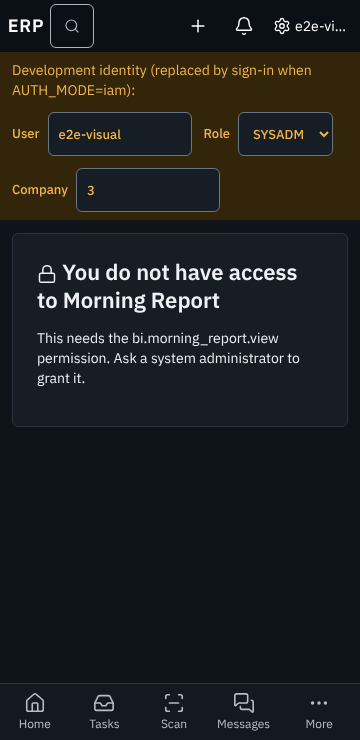 ERP
e2e-vi...
Development identity (replaced by sign-in when
AUTH_MODE=iam):
User e2e-visual Role SYSADM
Company 3
You do not have access
to Morning Report
This needs the bi.morning_report.view
permission. Ask a system administrator to
grant it.
Home Tasks Scan Messages More